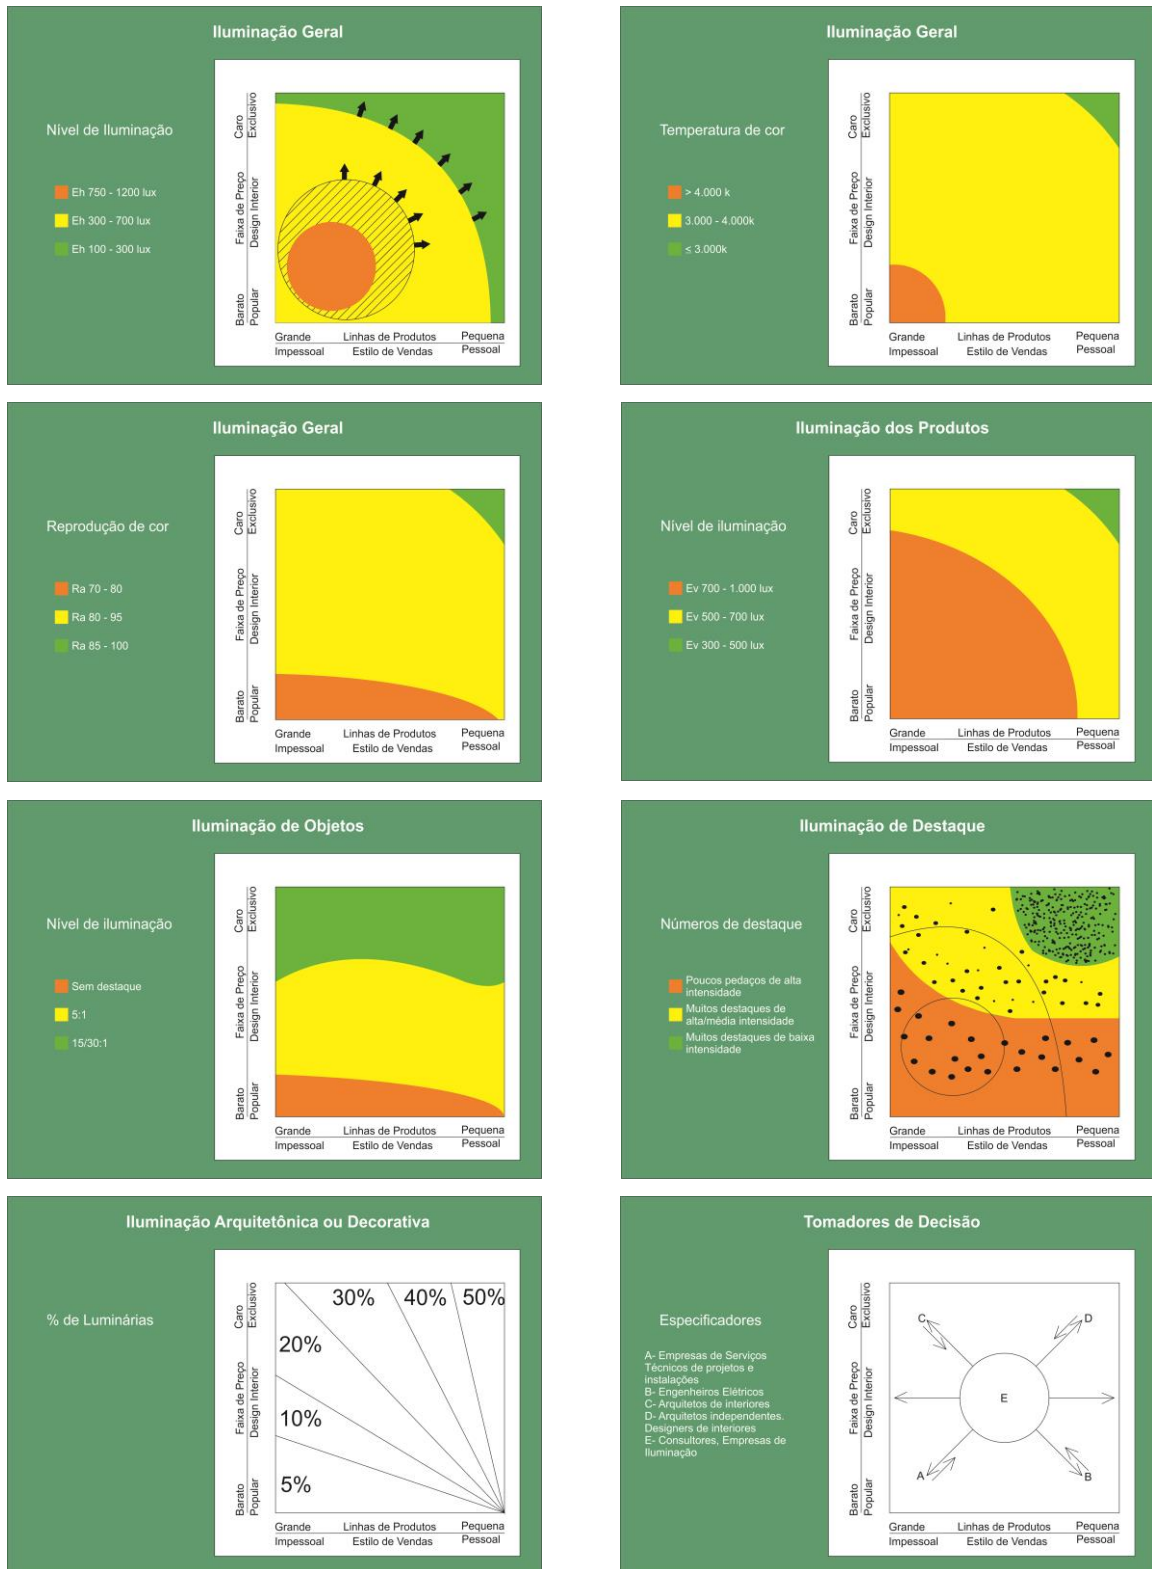 Iluminação Geral
Nível de Iluminação
Eh 750 - 1200 lux
Eh 300 - 700 lux
Eh 100 - 300 lux
Caro
Exclusivo
Faixa de Preço
Design Interior
Barato
Popular
Grande
Linhas de Produtos
Pequena
Impessoal
Estilo de Vendas
Pessoal
Iluminação Geral
Temperatura de cor
> 4.000 k
3.000 - 4.000k
≤ 3.000k
Caro
Exclusivo
Faixa de Preço
Design Interior
Barato
Popular
Grande
Linhas de Produtos
Pequena
Impessoal
Estilo de Vendas
Pessoal
Iluminação Geral
Reprodução de cor
Ra 70 - 80
Ra 80 - 95
Ra 85 - 100
Caro
Exclusivo
Faixa de Preço
Design Interior
Barato
Popular
Grande
Linhas de Produtos
Pequena
Impessoal
Estilo de Vendas
Pessoal
Iluminação dos Produtos
Nível de iluminação
Ev 700 - 1.000 lux
Ev 500 - 700 lux
Ev 300 - 500 lux
Caro
Exclusivo
Faixa de Preço
Design Interior
Barato
Popular
Grande
Linhas de Produtos
Pequena
Impessoal
Estilo de Vendas
Pessoal
Iluminação de Objetos
Nível de iluminação
Sem destaque
5:1
15/30:1
Caro
Exclusivo
Faixa de Preço
Design Interior
Barato
Popular
Grande
Linhas de Produtos
Pequena
Impessoal
Estilo de Vendas
Pessoal
Iluminação de Destaque
Números de destaque
Poucos pedaços de alta
intensidade
Muitos destaques de
alta/média intensidade
Muitos destaques de baixa
intensidade
Caro
Exclusivo
Faixa de Preço
Design Interior
Barato
Popular
Grande
Linhas de Produtos
Pequena
Impessoal
Estilo de Vendas
Pessoal
Iluminação Arquitetônica ou Decorativa
% de Luminárias
Caro
Exclusivo
Faixa de Preço
Design Interior
Barato
Popular
30%
40%
50%
20%
10%
5%
Grande
Linhas de Produtos
Pequena
Impessoal
Estilo de Vendas
Pessoal
Tomadores de Decisão
Especificadores
A- Empresas de Serviços
Técnicos de projetos e
instalações
B- Engenheiros Elétricos
C- Arquitetos de interiores
D- Arquitetos independentes.
Designers de interiores
E- Consultores, Empresas de
Iluminação
Caro
Exclusivo
Faixa de Preço
Design Interior
Barato
Popular
C
D
E
A
B
Grande
Linhas de Produtos
Pequena
Impessoal
Estilo de Vendas
Pessoal